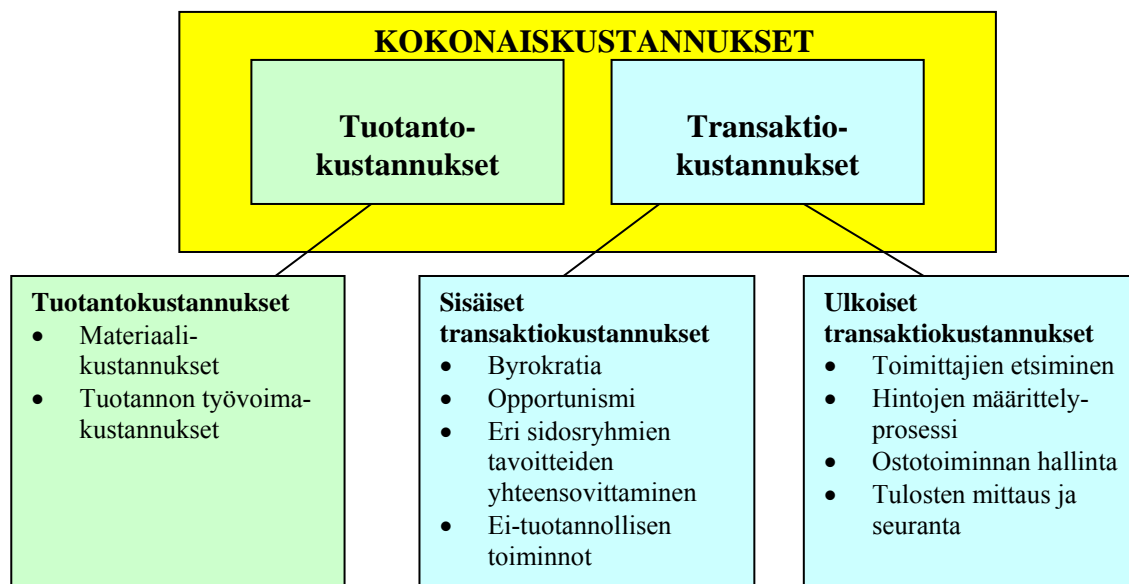 KOKONAISKUSTANNUKSET
Tuotanto-
kustannukset
Transaktio-
kustannukset
Tuotantokustannukset
• Materiaali-
kustannukset
• Tuotannon työvoima-
kustannukset
Sisäiset
transaktiokustannukset
• Byrokratia
• Opportunismi
• Eri sidosryhmien
tavoitteiden
yhteensovittaminen
• Ei-tuotannollisen
toiminnot
Ulkoiset
transaktiokustannukset
• Toimittajien etsiminen
• Hintojen määrittely-
prosessi
• Ostotoiminnan hallinta
• Tulosten mittaus ja
seuranta